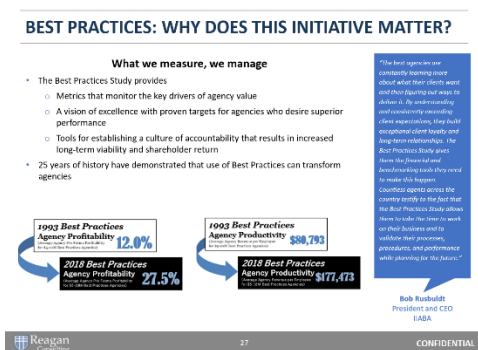 BEST PRACTICES: WHY DOES THIS INITIATIVE MATTER?
What we measure, we manage
• The Best Practices Study provides
o Metrics that monitor the key drivers of agency value
o A vision of excellence with proven targets for agencies who desire superior
performance
o Tools for establishing a culture of accountability that results in increased
long-term viability and shareholder return
• 25 years of history have demonstrated that use of Best Practices can transform
agencies
1993 Best Practices
Agency Profitability
12.0%
2018 Best Practices
Agency Profitability
27.5%
1993 Best Practices
Agency Productivity
$80,793
2018 Best Practices
Agency Productivity
$177,473
"The best agencies are
constantly learning more
about what their clients want
and then figuring out ways to
deliver it. By understanding
and consistently exceeding
client expectations, they build
exceptional client loyalty and
long-term relationships. The
Best Practices Study gives
them the financial and
benchmarking tools they need
to make this happen.
Countless agents across the
country testify to the fact that
the Best Practices Study allows
them to take the time to work
on their business and to
validate their processes,
procedures, and performance
while planning for the future."
Bob Rusbuldt
President and CEO
IIABA
Reagan
27
CONFIDENTIAL